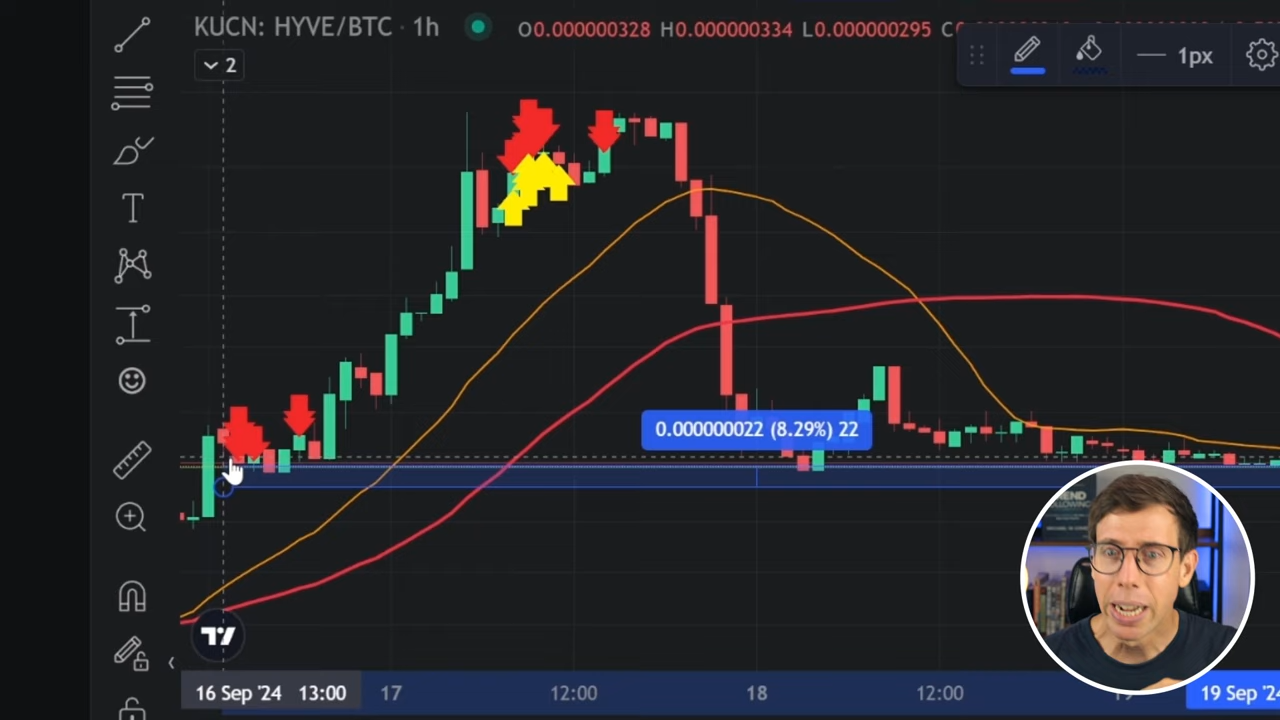 KUCN: HYVE/BTC · 1h O0.000000328 H0.000000334 L0.000000295
1px
2
0.000000022 (8.29%) 22
16 Sep '24 13:00 17 12:00 18 12:00 19 19 Sep '24